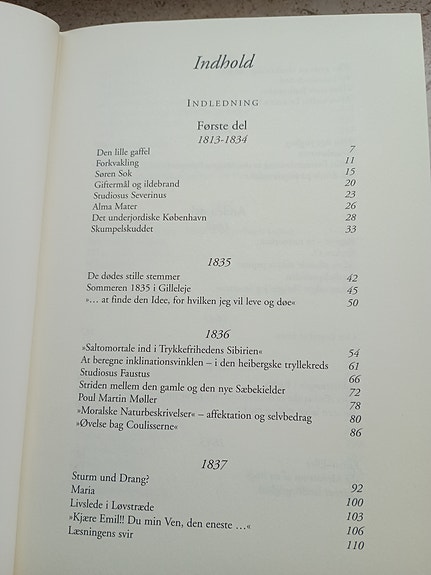 Indhold
INDLEDNING
Første del
1813-1834
Den lille gaffel 7
Forkvakling 11
Søren Sok 15
Giftermål og ildebrand 20
Studiosus Severinus 23
Alma Mater 26
Det underjordiske København 28
Skumpelskuddet 33
1835
De dødes stille stemmer 42
Sommeren 1835 i Gilleleje 45
»... at finde den Idee, for hvilken jeg vil leve og døe« 50
1836
»Saltomortale ind i Trykkefrihedens Sibirien« 54
At beregne inklinationsvinklen – i den heibergske tryllekreds 61
Studiosus Faustus 66
Striden mellem den gamle og den nye Sæbekielder 72
Poul Martin Møller 78
»Moralske Naturbeskrivelser« – affektation og selvbedrag 80
»Øvelse bag Coulisserne« 86
1837
Sturm und Drang? 92
Maria 100
Livslede i Løvstræde 103
»Kjære Emil!! Du min Ven, den eneste ...« 106
Læsningens svir 110